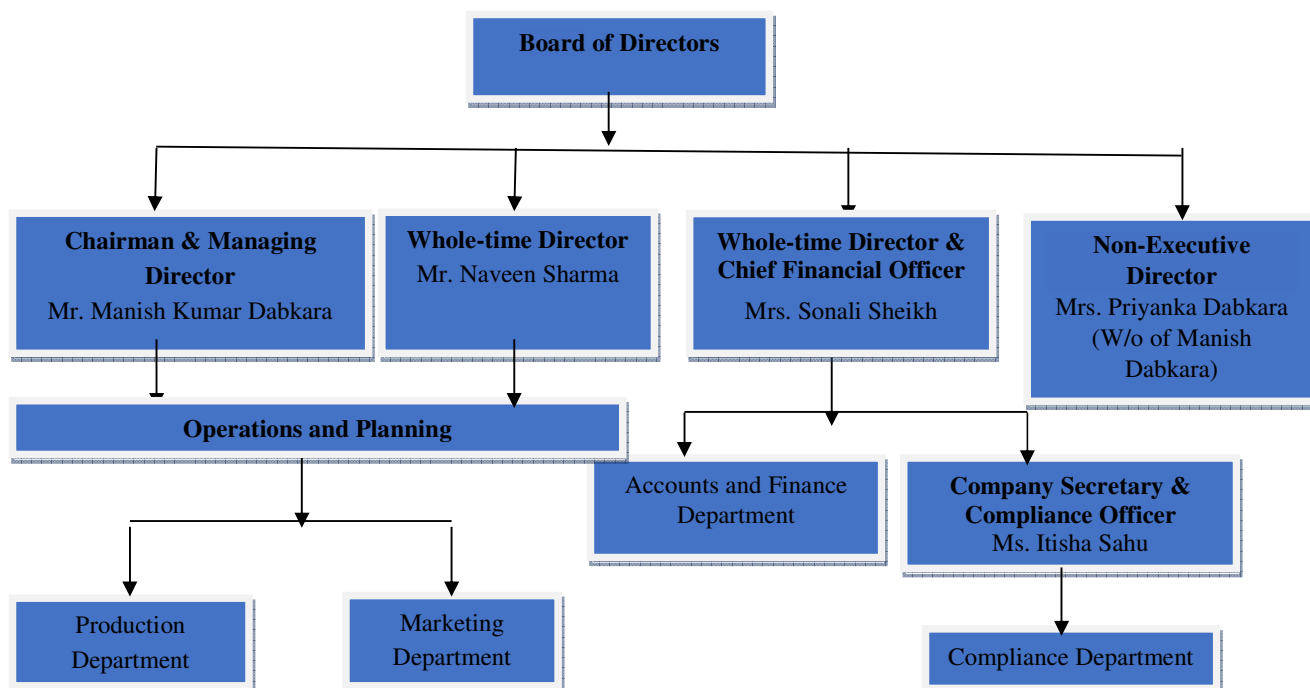 Board of Directors
Chairman & Managing
Director
Mr. Manish Kumar Dabkara
Whole-time Director
Mr. Naveen Sharma
Whole-time Director &
Chief Financial Officer
Mrs. Sonali Sheikh
Non-Executive
Director
Mrs. Priyanka Dabkara
(W/o of Manish
Dabkara)
Operations and Planning
Accounts and Finance
Department
Company Secretary &
Compliance Officer
Ms. Itisha Sahu
Production
Department
Marketing
Department
Compliance Department